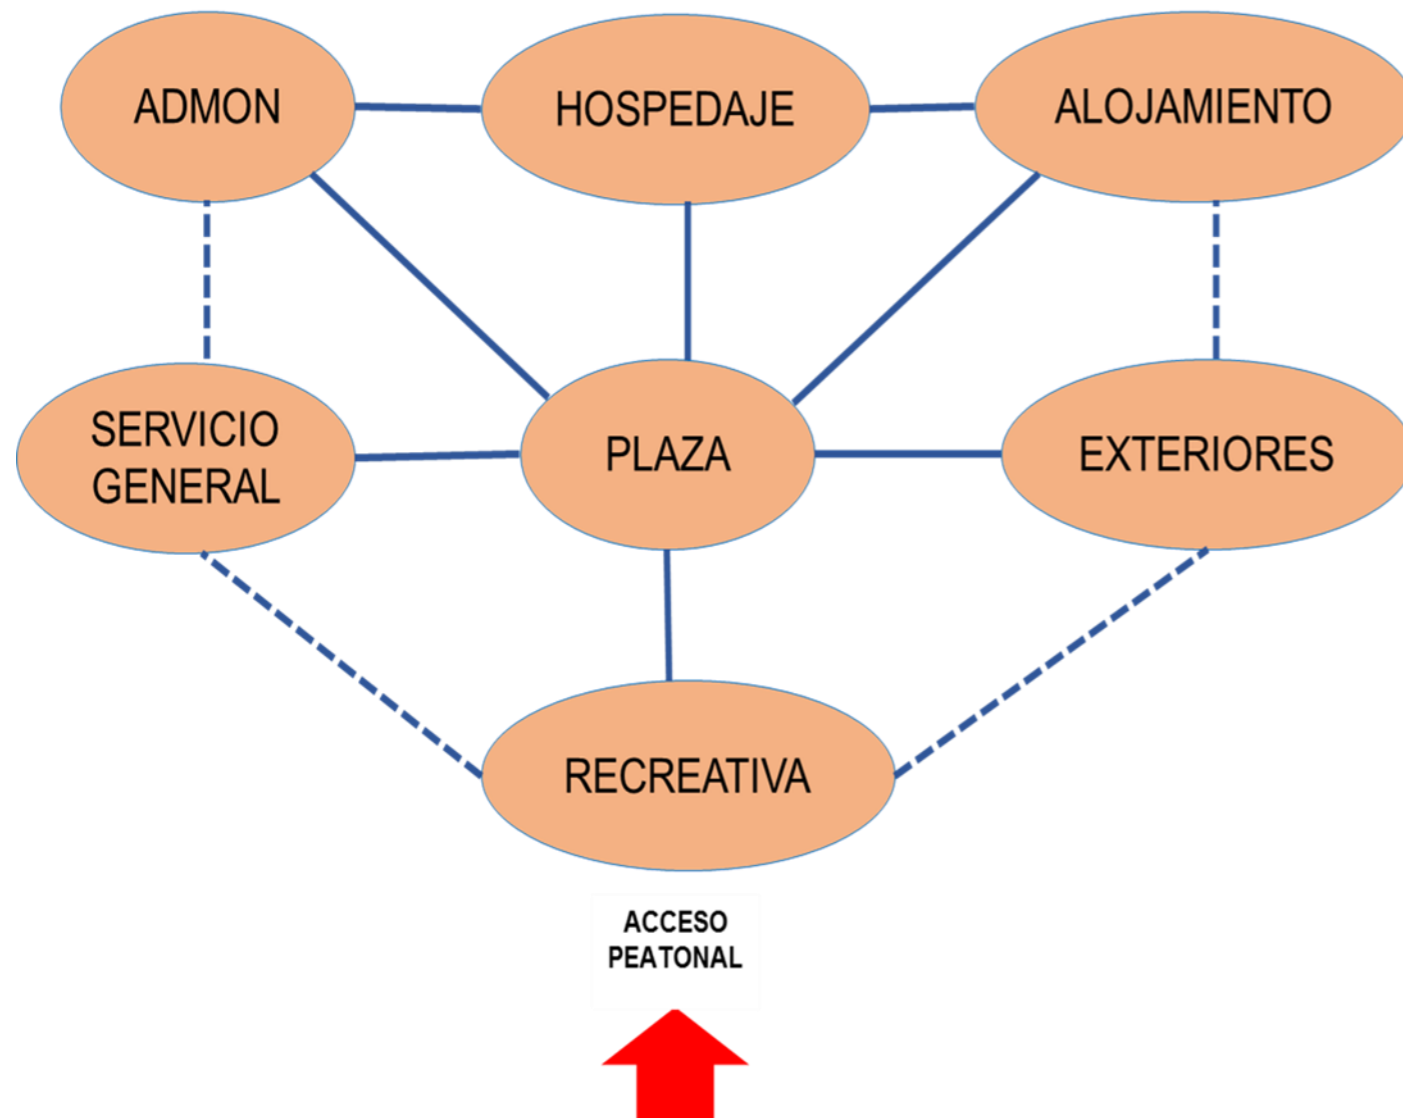 ADMON
HOSPEDAJE
ALOJAMIENTO
SERVICIO
GENERAL
PLAZA
EXTERIORES
RECREATIVA
ACCESO
PEATONAL